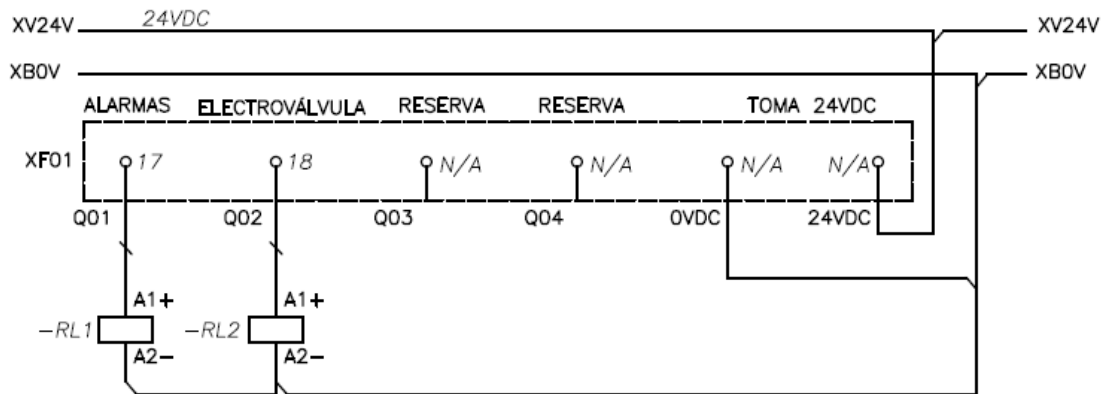 24VDC
XV24V XV24V
XB0V XB0V
ALARMAS ELECTROVÁLVULA RESERVA RESERVA TOMA 24VDC
XF01 17 18 N/A N/A N/A N/A
Q01 Q02 Q03 Q04 0VDC 24VDC
A1+ A1+
-RL1 -RL2
A2- A2-